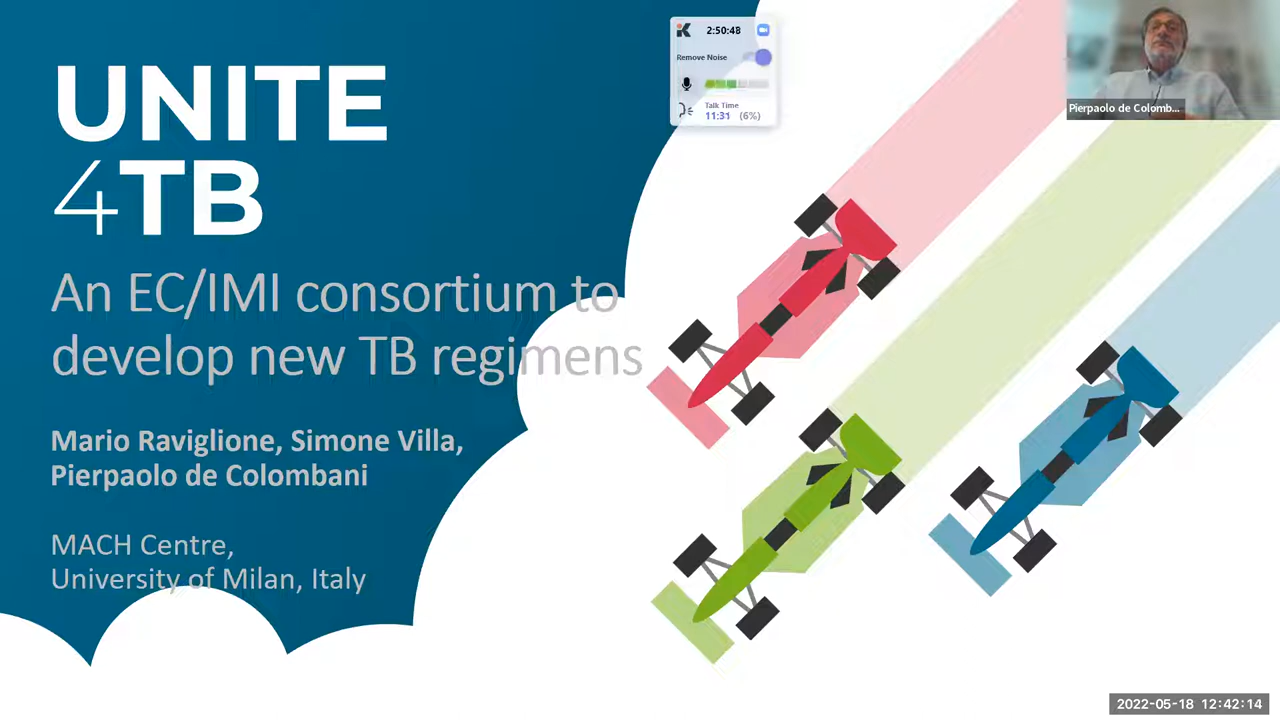 UNITE
4TB
An EC/IMI consortium to
develop new TB regimens
Mario Raviglione, Simone Villa,
Pierpaolo de Colombani
MACH Centre,
University of Milan, Italy
2:50:48
Remove Noise
Talk Time
11:31 (6%)
Pierpaolo de Colomb...
2022-05-18 12:42:14